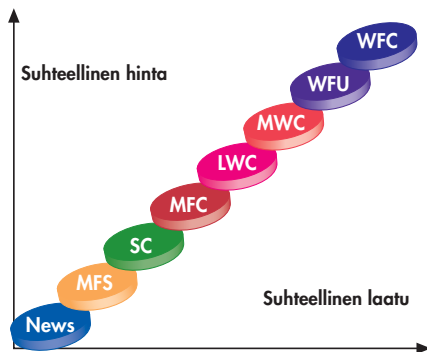 WFC
Suhteellinen hinta
WFU
MWC
LWC
MFC
SC
MFS
Suhteellinen laatu
News